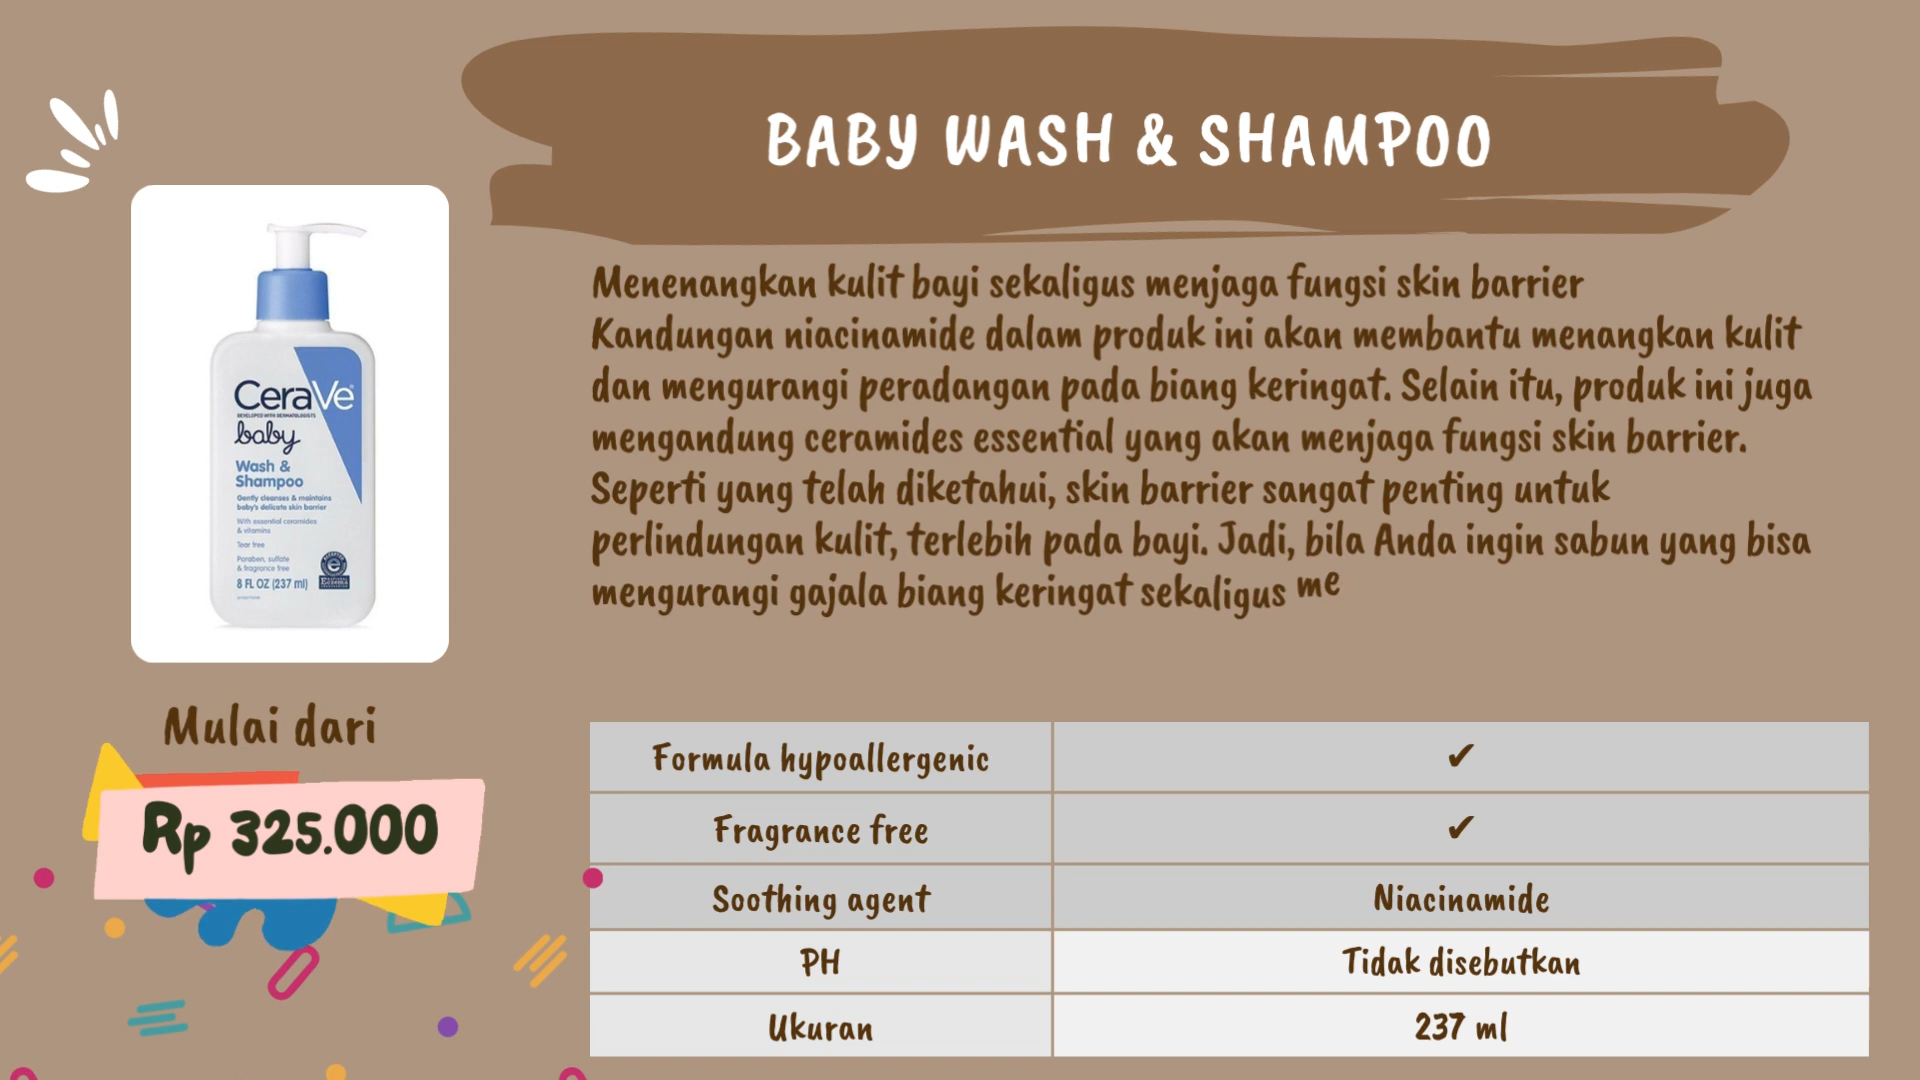 BABY WASH & SHAMPOO
CeraVe
DEVELOPED WITH DERMATOLOGISTS
baby
Wash &
Shampoo
Gently cleanses & maintains
baby's delicate skin barrier
With essential ceramides
& vitamins
Tear free
Paraben, sulfate
& fragrance free
8 FL OZ (237 ml)
Menenangkan kulit bayi sekaligus menjaga fungsi skin barrier
Kandungan niacinamide dalam produk ini akan membantu menangkan kulit
dan mengurangi peradangan pada biang keringat. Selain itu, produk ini juga
mengandung ceramides essential yang akan menjaga fungsi skin barrier.
Seperti yang telah diketahui, skin barrier sangat penting untuk
perlindungan kulit, terlebih pada bayi. Jadi, bila Anda ingin sabun yang bisa
mengurangi gajala biang keringat sekaligus me
Mulai dari
Rp 325.000
Formula hypoallergenic ✔
Fragrance free ✔
Soothing agent Niacinamide
PH Tidak disebutkan
Ukuran 237 ml